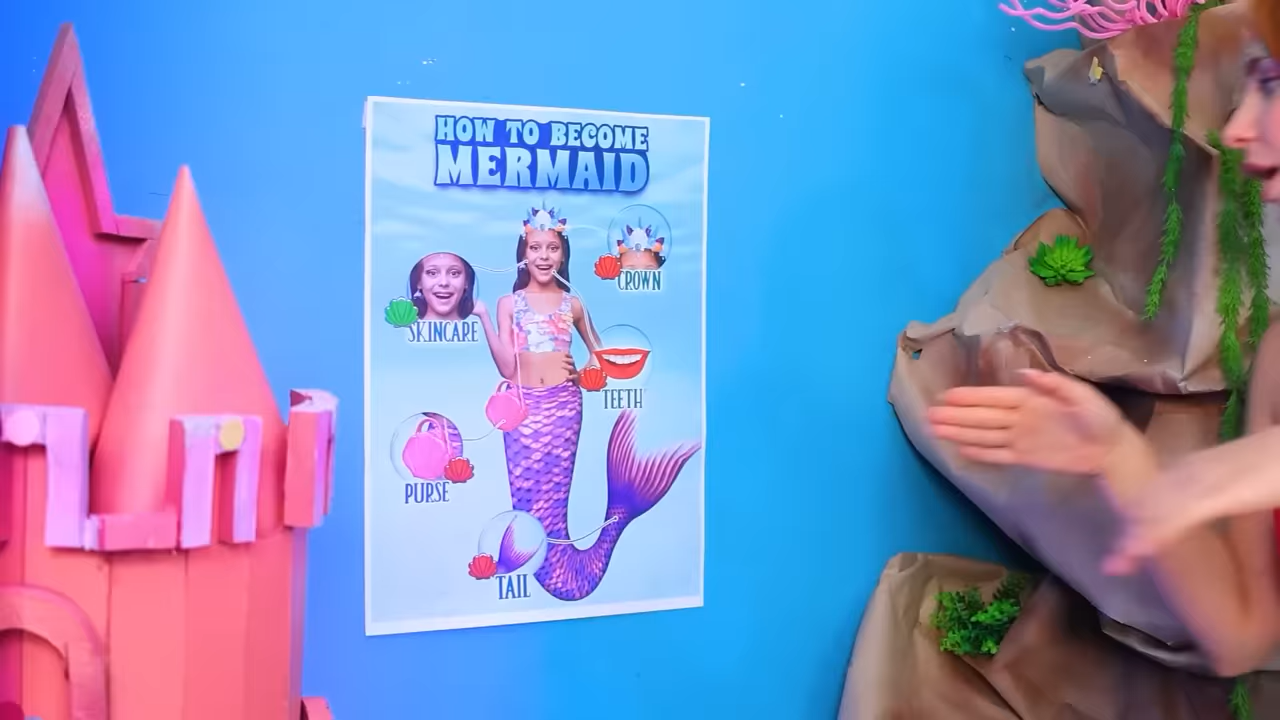 HOW TO BECOME
MERMAID
CROWN
SKINCARE
TEETH
PURSE
TAIL